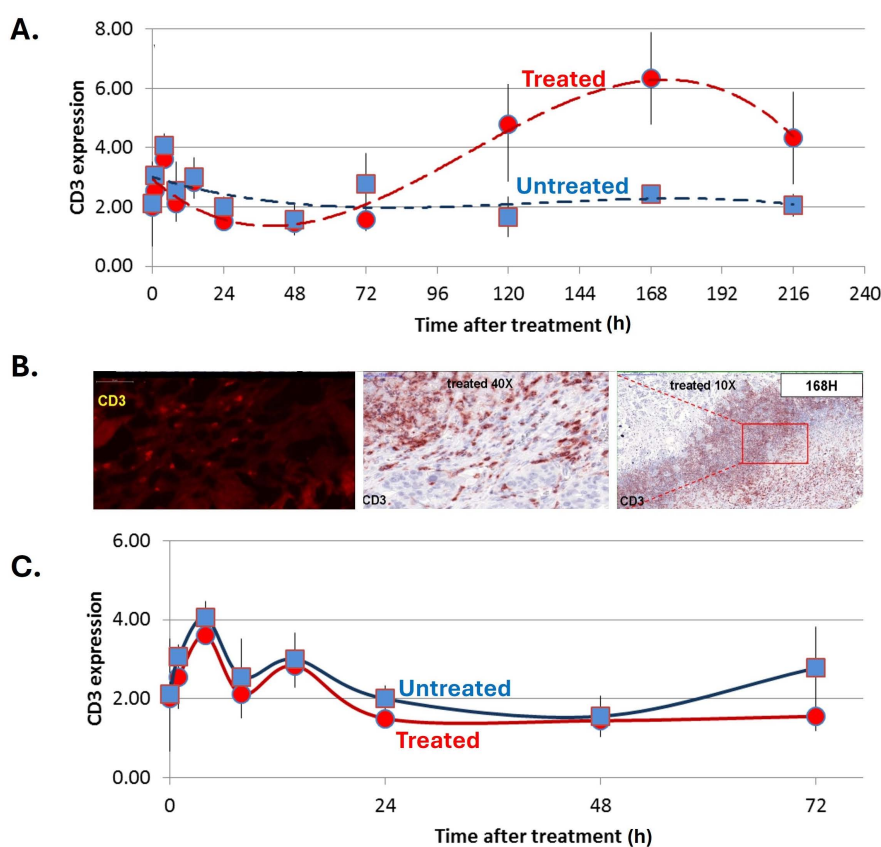 A.
8.00
6.00
4.00
2.00
0.00
CD3 expression
Treated
Untreated
0 24 48 72 96 120 144 168 192 216 240
Time after treatment (h)
B.
CD3
treated 40X
CD3
treated 10X
168H
CD3
C.
6.00
4.00
2.00
0.00
CD3 expression
Untreated
Treated
0 24 48 72
Time after treatment (h)